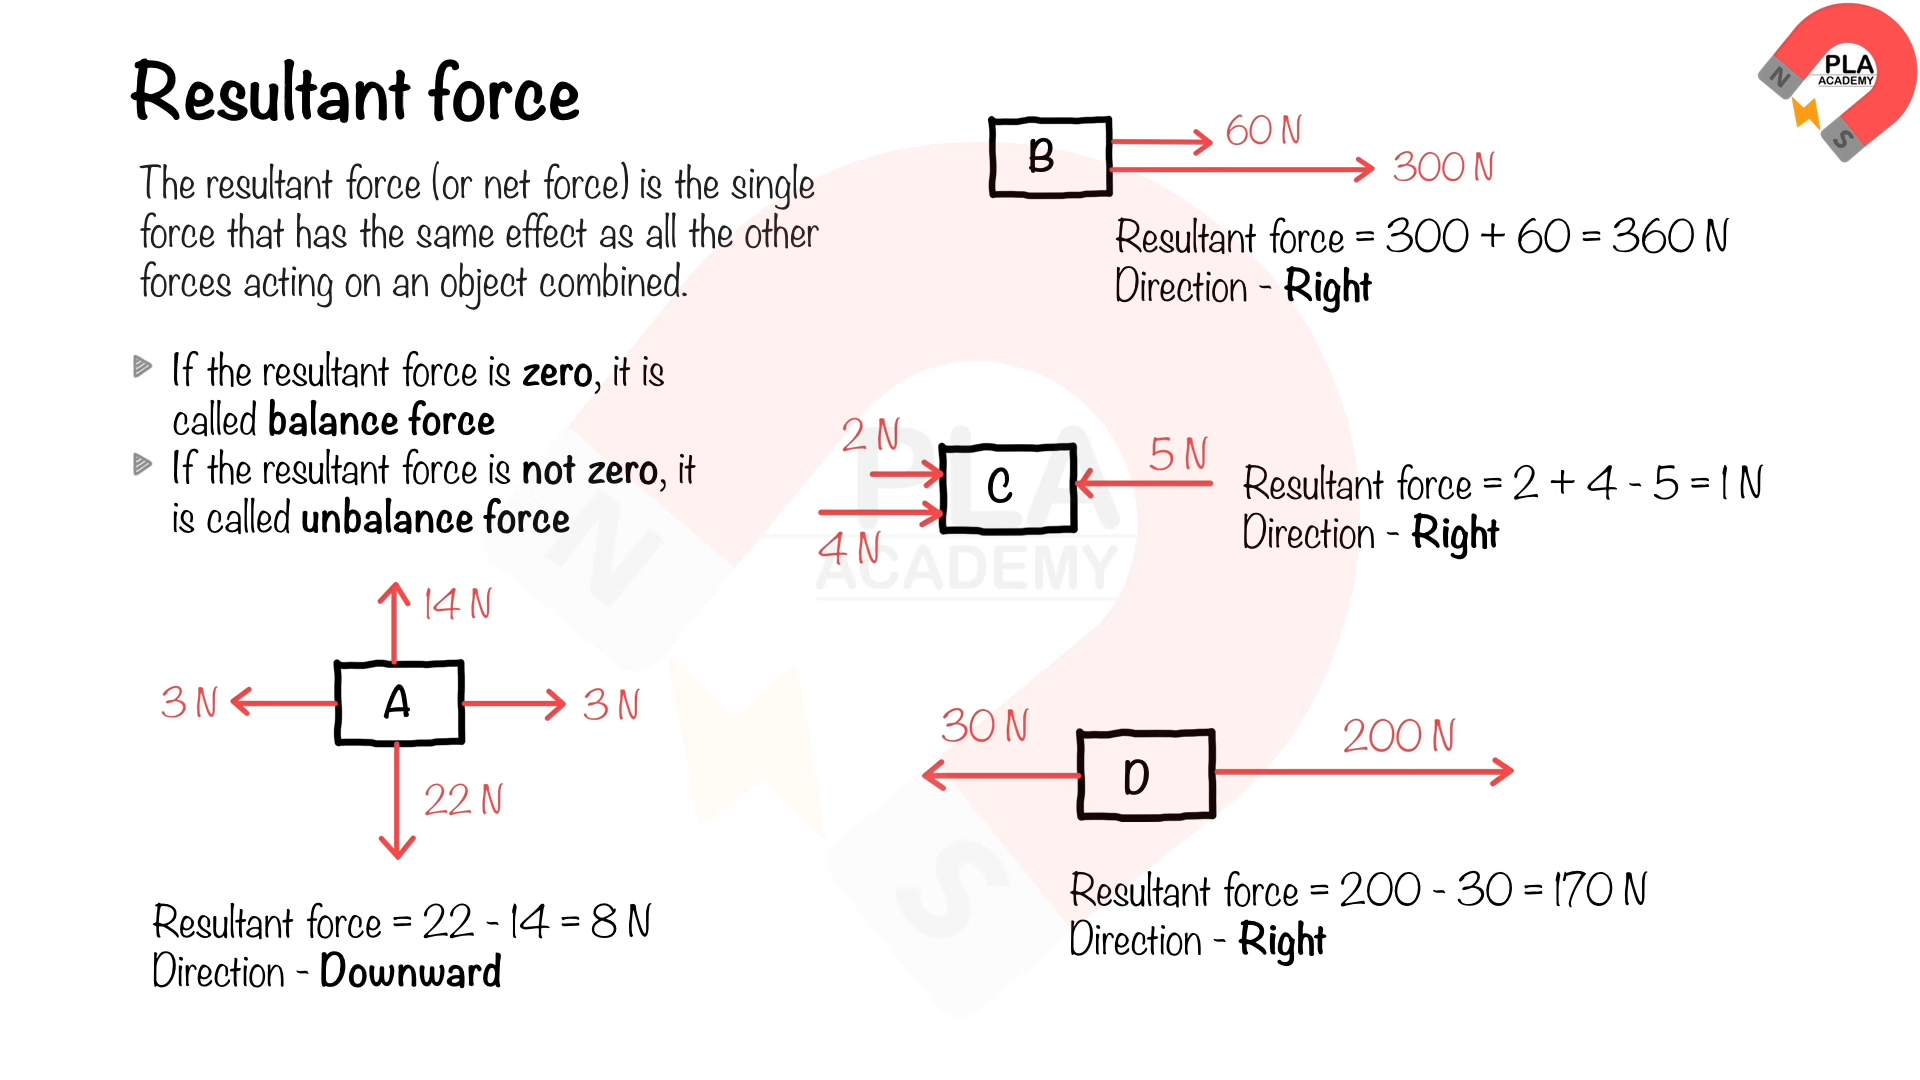 Resultant force
The resultant force (or net force) is the single
force that has the same effect as all the other
forces acting on an object combined.
If the resultant force is zero, it is
called balance force
If the resultant force is not zero, it
is called unbalance force
14 N
3 N
A
3 N
22 N
Resultant force = 22 - 14 = 8 N
Direction - Downward
B
60 N
300 N
Resultant force = 300 + 60 = 360 N
Direction - Right
2 N
C
5 N
4 N
Resultant force = 2 + 4 - 5 = 1 N
Direction - Right
30 N
D
200 N
Resultant force = 200 - 30 = 170 N
Direction - Right
PLA
ACADEMY
N
S
PLA
ACADEMY
N
S